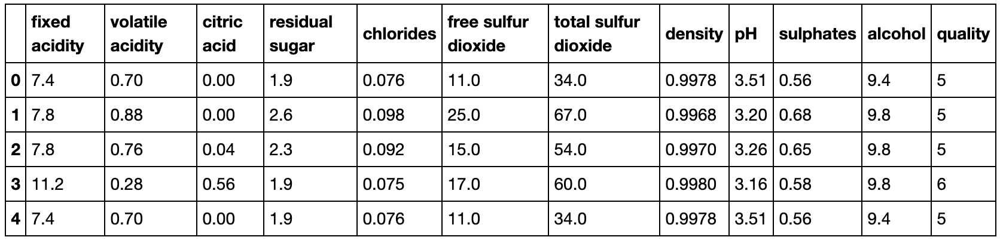 fixed acidity volatile acidity citric acid residual sugar chlorides free sulfur dioxide total sulfur dioxide density pH sulphates alcohol quality
0 7.4 0.70 0.00 1.9 0.076 11.0 34.0 0.9978 3.51 0.56 9.4 5
1 7.8 0.88 0.00 2.6 0.098 25.0 67.0 0.9968 3.20 0.68 9.8 5
2 7.8 0.76 0.04 2.3 0.092 15.0 54.0 0.9970 3.26 0.65 9.8 5
3 11.2 0.28 0.56 1.9 0.075 17.0 60.0 0.9980 3.16 0.58 9.8 6
4 7.4 0.70 0.00 1.9 0.076 11.0 34.0 0.9978 3.51 0.56 9.4 5